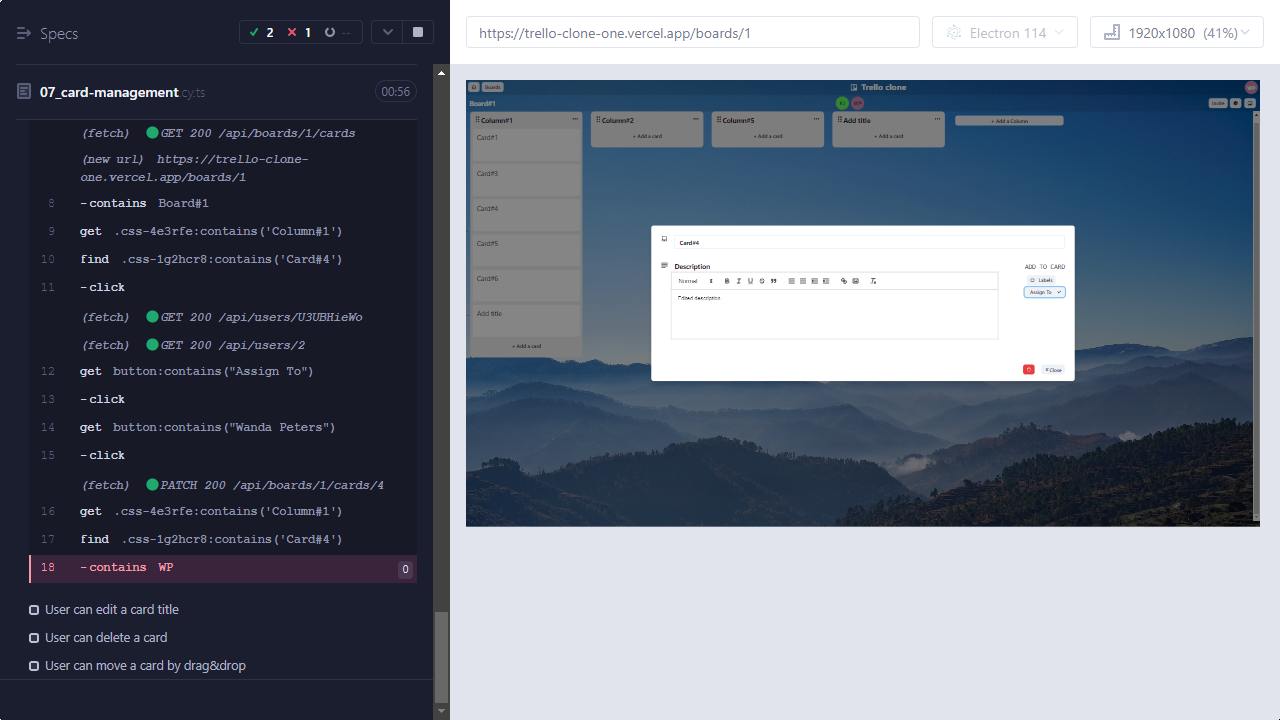 Specs
2
1
--
07_card-management.cy.ts
00:56
(fetch) GET 200 /api/boards/1/cards
(new url) https://trello-clone-
one.vercel.app/boards/1
8 -contains Board#1
9 get .css-4e3rfe:contains('Column#1')
10 find .css-1g2hcr8:contains('Card#4')
11 -click
(fetch) GET 200 /api/users/U3UBHieWo
(fetch) GET 200 /api/users/2
12 get button:contains("Assign To")
13 -click
14 get button:contains("Wanda Peters")
15 -click
(fetch) PATCH 200 /api/boards/1/cards/4
16 get .css-4e3rfe:contains('Column#1')
17 find .css-1g2hcr8:contains('Card#4')
18 -contains WP 0
User can edit a card title
User can delete a card
User can move a card by drag&drop
https://trello-clone-one.vercel.app/boards/1
Electron 114
1920x1080 (41%)
Boards
Trello clone
WP
Board#1
WP
Invite
Column#1
Column#2
Column#5
Add title
+ Add a Column
Card#1
+ Add a card
+ Add a card
+ Add a card
Card#3
Card#4
Card#5
Card#6
Add title
+ Add a card
Card#4
Description
ADD TO CARD
Normal
Labels
Assign To
Edited description
Close